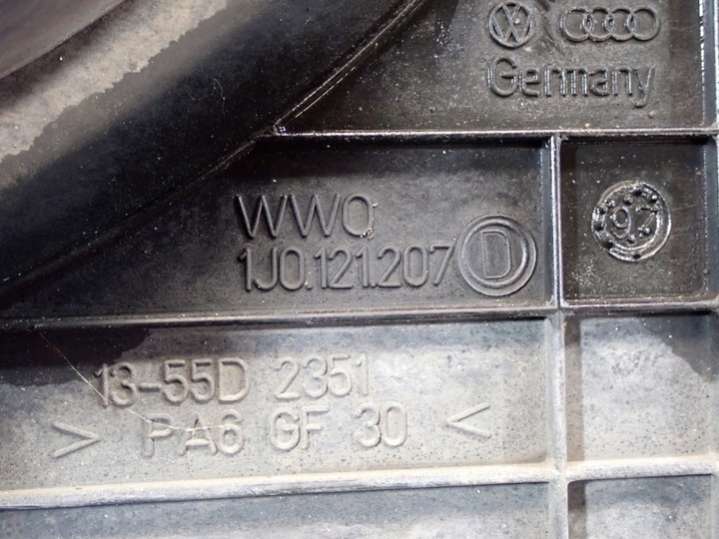 Germany
97
WWO
1J0.121.207 D
13-55D 2351
> PA6 GF 30 <